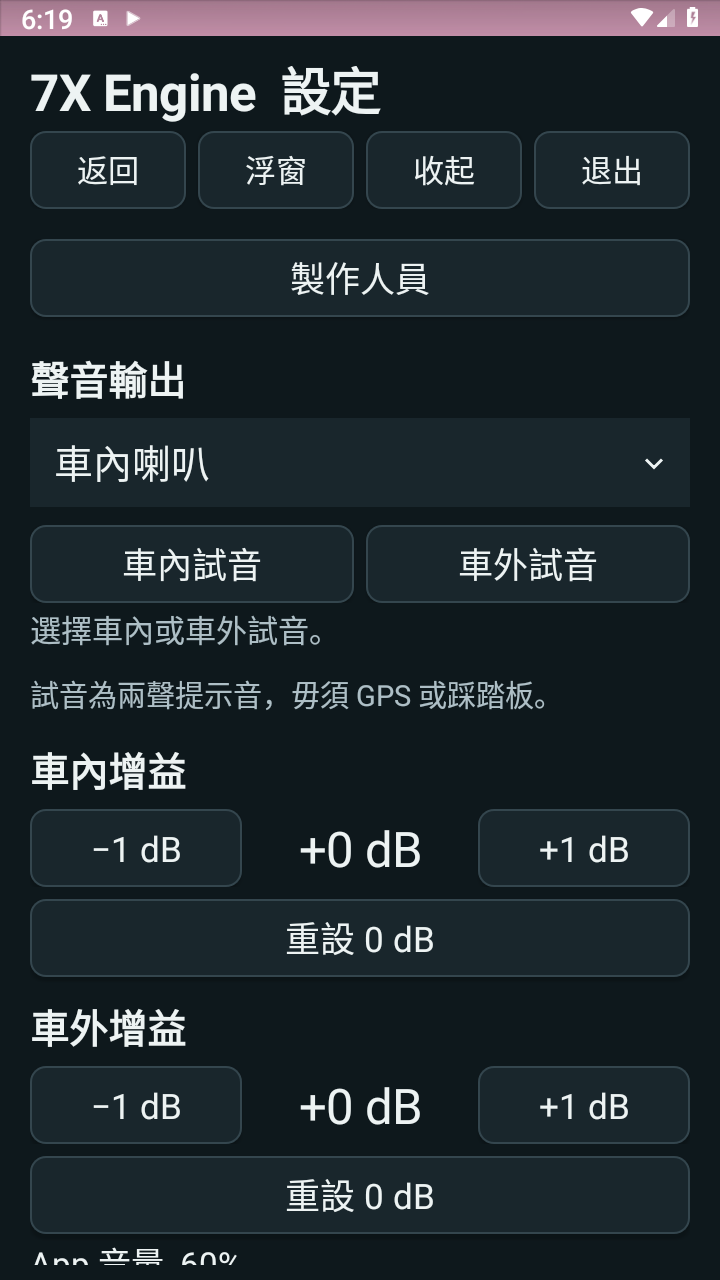 6:19
7X Engine 設定
返回 浮窗 收起 退出
製作人員
聲音輸出
車內喇叭
車內試音 車外試音
選擇車內或車外試音。
試音為兩聲提示音，毋須 GPS 或踩踏板。
車內增益
−1 dB +0 dB +1 dB
重設 0 dB
車外增益
−1 dB +0 dB +1 dB
重設 0 dB
App 音量 60%